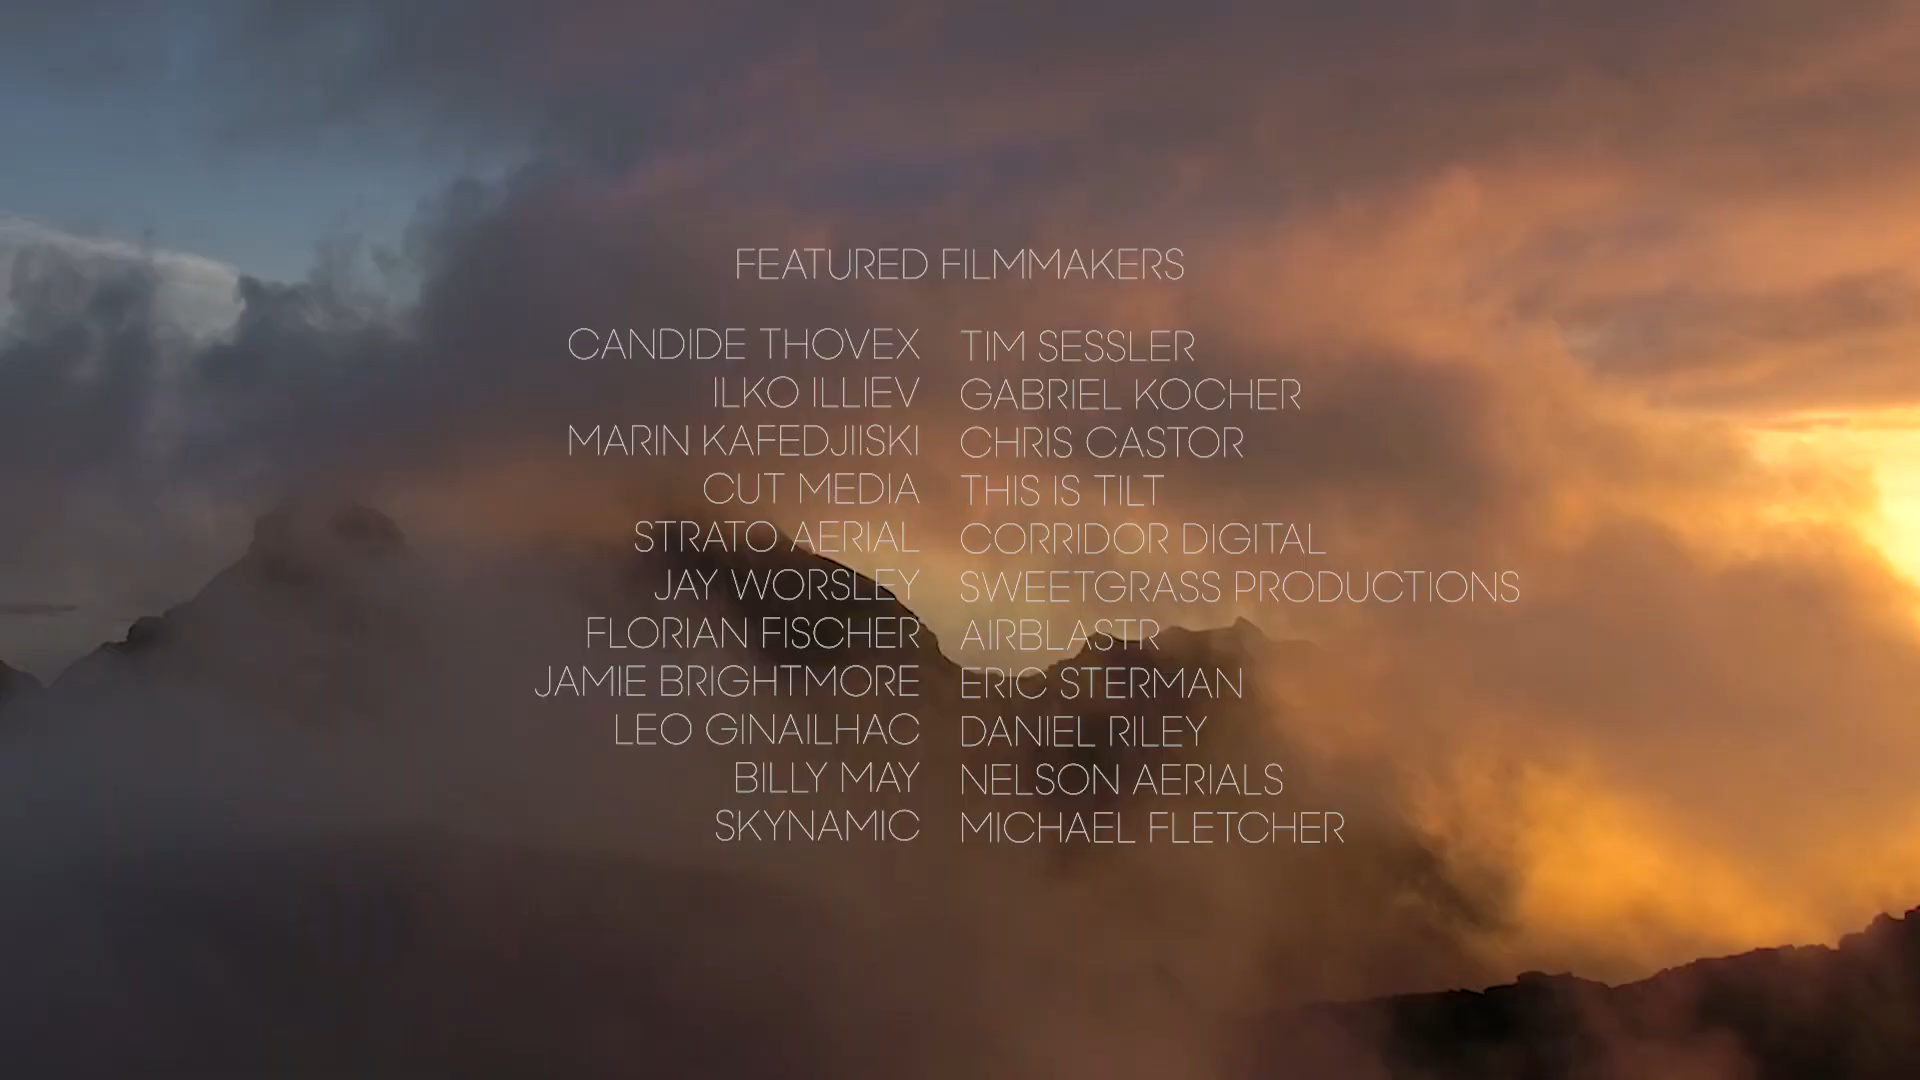 FEATURED FILMMAKERS
CANDIDE THOVEX
ILKO ILLIEV
MARIN KAFEDJIISKI
CUT MEDIA
STRATO AERIAL
JAY WORSLEY
FLORIAN FISCHER
JAMIE BRIGHTMORE
LEO GINAILHAC
BILLY MAY
SKYNAMIC
TIM SESSLER
GABRIEL KOCHER
CHRIS CASTOR
THIS IS TILT
CORRIDOR DIGITAL
SWEETGRASS PRODUCTIONS
AIRBLASTR
ERIC STERMAN
DANIEL RILEY
NELSON AERIALS
MICHAEL FLETCHER